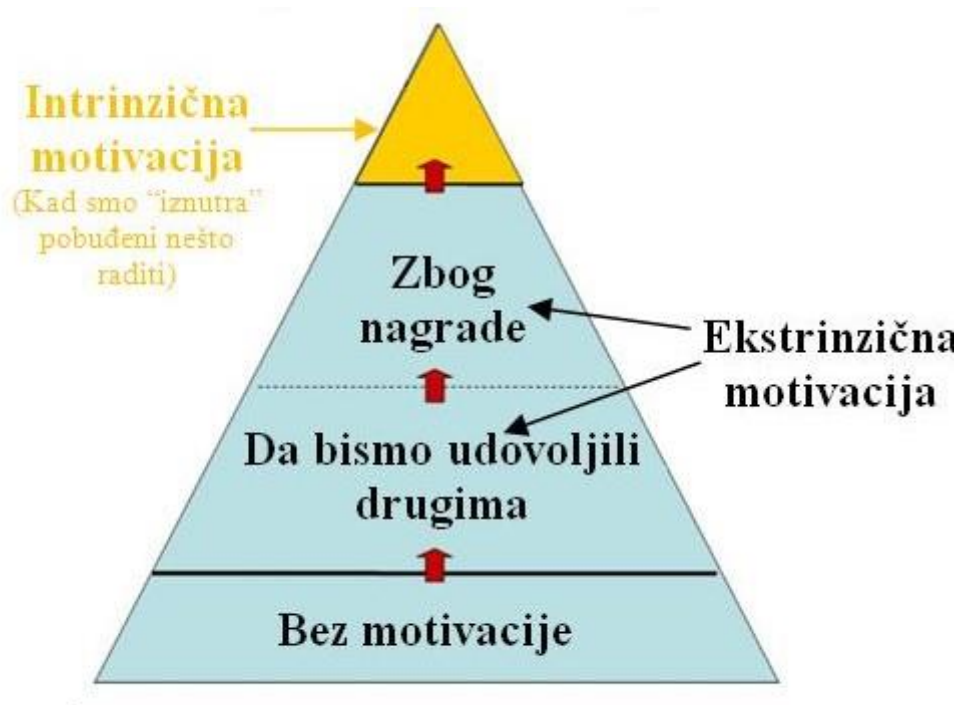 Intrinzična
motivacija
(Kad smo “iznutra”
pobuđeni nešto
raditi)
Zbog
nagrade
Ekstrinzična
motivacija
Da bismo udovoljili
drugima
Bez motivacije